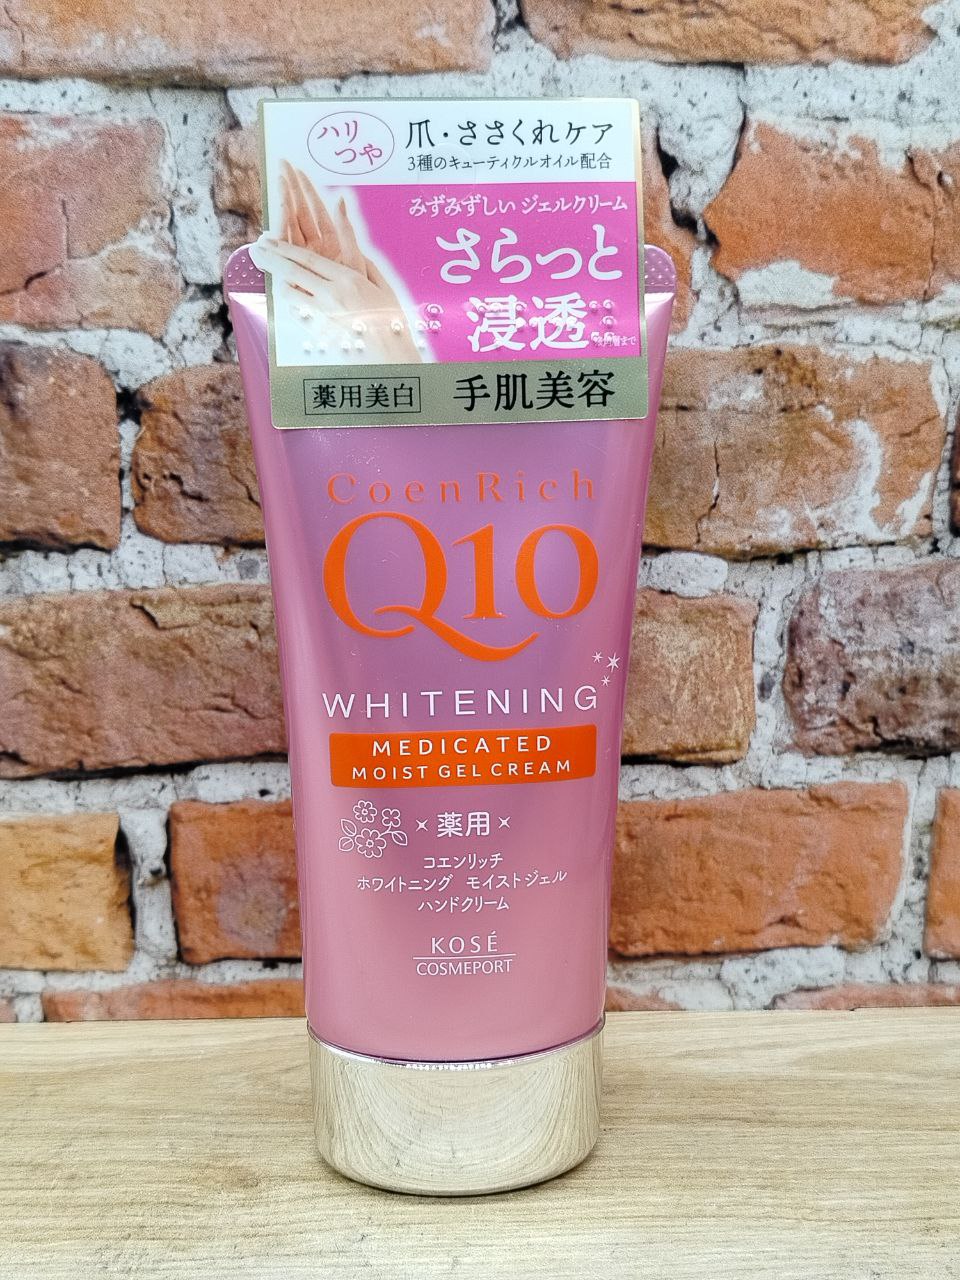 ハリ
つや
爪・ささくれケア
3種のキューティクルオイル配合
みずみずしい ジェルクリーム
さらっと
浸透
薬用美白
手肌美容
CoenRich
Q10
WHITENING
MEDICATED
MOIST GEL CREAM
薬用
コエンリッチ
ホワイトニング モイストジェル
ハンドクリーム
KOSÉ
COSMEPORT